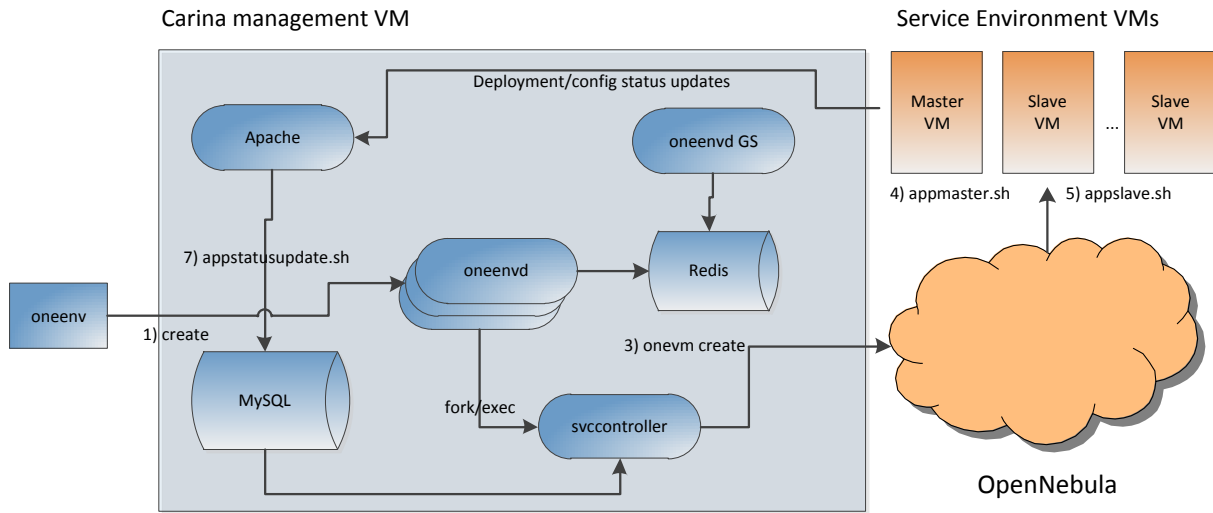 Carina management VM
Service Environment VMs
Deployment/config status updates
Apache
oneenvd GS
Master
VM
Slave
VM
...
Slave
VM
4) appmaster.sh
5) appslave.sh
7) appstatusupdate.sh
oneenvd
Redis
oneenv
1) create
3) onevm create
MySQL
fork/exec
svccontroller
OpenNebula